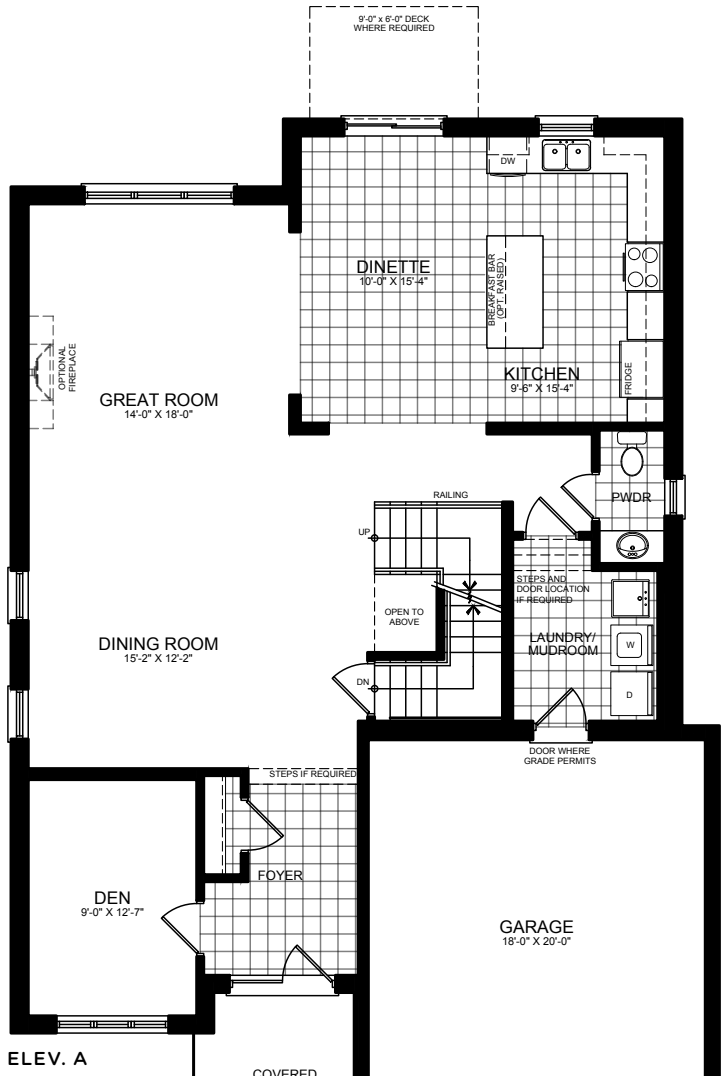 9'-0" x 6'-0" DECK
WHERE REQUIRED
DW
DINETTE
10'-0" X 15'-4"
BREAKFAST BAR
(OPT. RAISED)
KITCHEN
9'-6" X 15'-4"
FRIDGE
OPTIONAL
FIREPLACE
GREAT ROOM
14'-0" X 18'-0"
RAILING
PWDR
UP
STEPS AND
DOOR LOCATION
IF REQUIRED
OPEN TO
ABOVE
LAUNDRY/
MUDROOM
W
DINING ROOM
15'-2" X 12'-2"
DN
D
DOOR WHERE
GRADE PERMITS
STEPS IF REQUIRED
FOYER
DEN
9'-0" X 12'-7"
GARAGE
18'-0" X 20'-0"
ELEV. A
COVERED